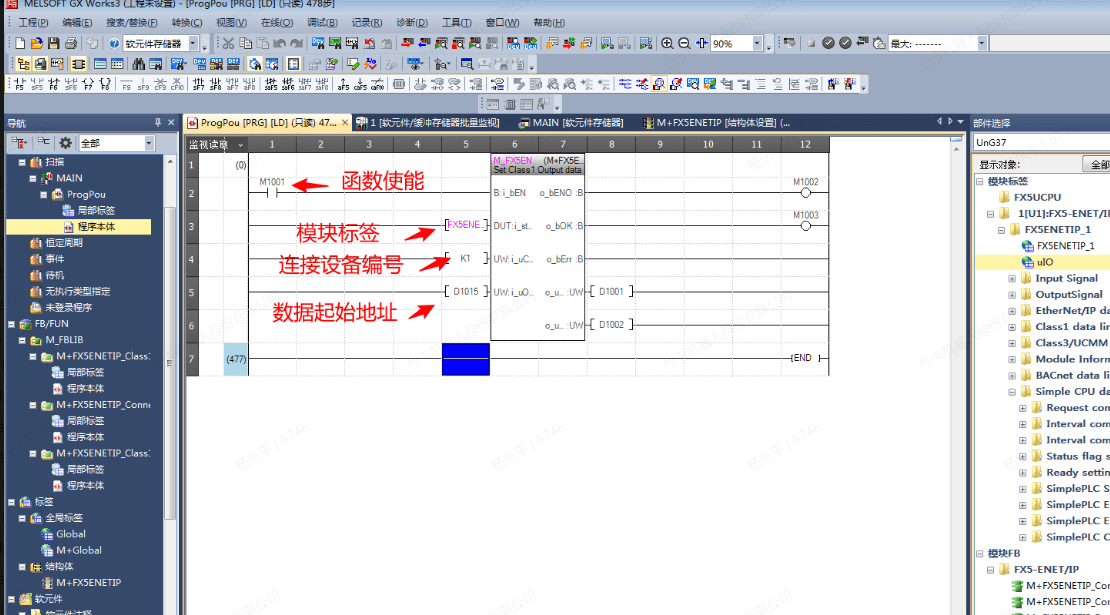 MELSOFT GX Works3 (工程未设置) - [ProgPou [PRG] [LD] (只读) 478步]
工程(P) 编辑(E) 搜索/替换(F) 转换(C) 视图(V) 在线(O) 调试(B) 记录(R) 诊断(D) 工具(T) 窗口(W) 帮助(H)
软元件存储器
90%
最大: -------
导航
全部
扫描
MAIN
ProgPou
局部标签
程序本体
恒定周期
事件
待机
无执行类型指定
未登录程序
FB/FUN
M_FBLIB
M+FX5ENETIP_Class
局部标签
程序本体
M+FX5ENETIP_Conne
局部标签
程序本体
M+FX5ENETIP_Class
局部标签
程序本体
标签
全局标签
Global
M+Global
结构体
M+FX5ENETIP
软元件
软元件注释
ProgPou [PRG] [LD] (只读) 47...
1 [软元件/缓冲存储器批量监视]
MAIN [软元件存储器]
M+FX5ENETIP [结构体设置] (...
监视读取
1 2 3 4 5 6 7 8 9 10 11 12
1 (0) M_FX5EN (M+FX5E
Set Class1 Output data
M1001 函数使能 M1002
2 B:i_bEN o_bENO :B
M1003
3 模块标签 FX5ENE.. DUT:i_st.. o_bOK :B
4 连接设备编号 K1 UW:i_uC.. o_bErr :B
5 D1015 UW:i_uO.. o_u.. :UW D1001
数据起始地址
6 o_u.. :UW D1002
7 (477) END
部件选择
UnG37
显示对象: 全部
模块标签
FX5UCPU
1[U1]:FX5-ENET/IP
FX5ENETIP_1
FX5ENETIP_1
uIO
Input Signal
OutputSignal
EtherNet/IP da
Class1 data lin
Class3/UCMM
Module Inform
BACnet data li
Simple CPU da
Request com
Interval com
Interval com
Status flag s
Ready settin
SimplePLC S
SimplePLC E
SimplePLC E
SimplePLC C
模块FB
FX5-ENET/IP
M+FX5ENETIP_Con
M+FX5ENETIP_Con
杨乐平 | 6746